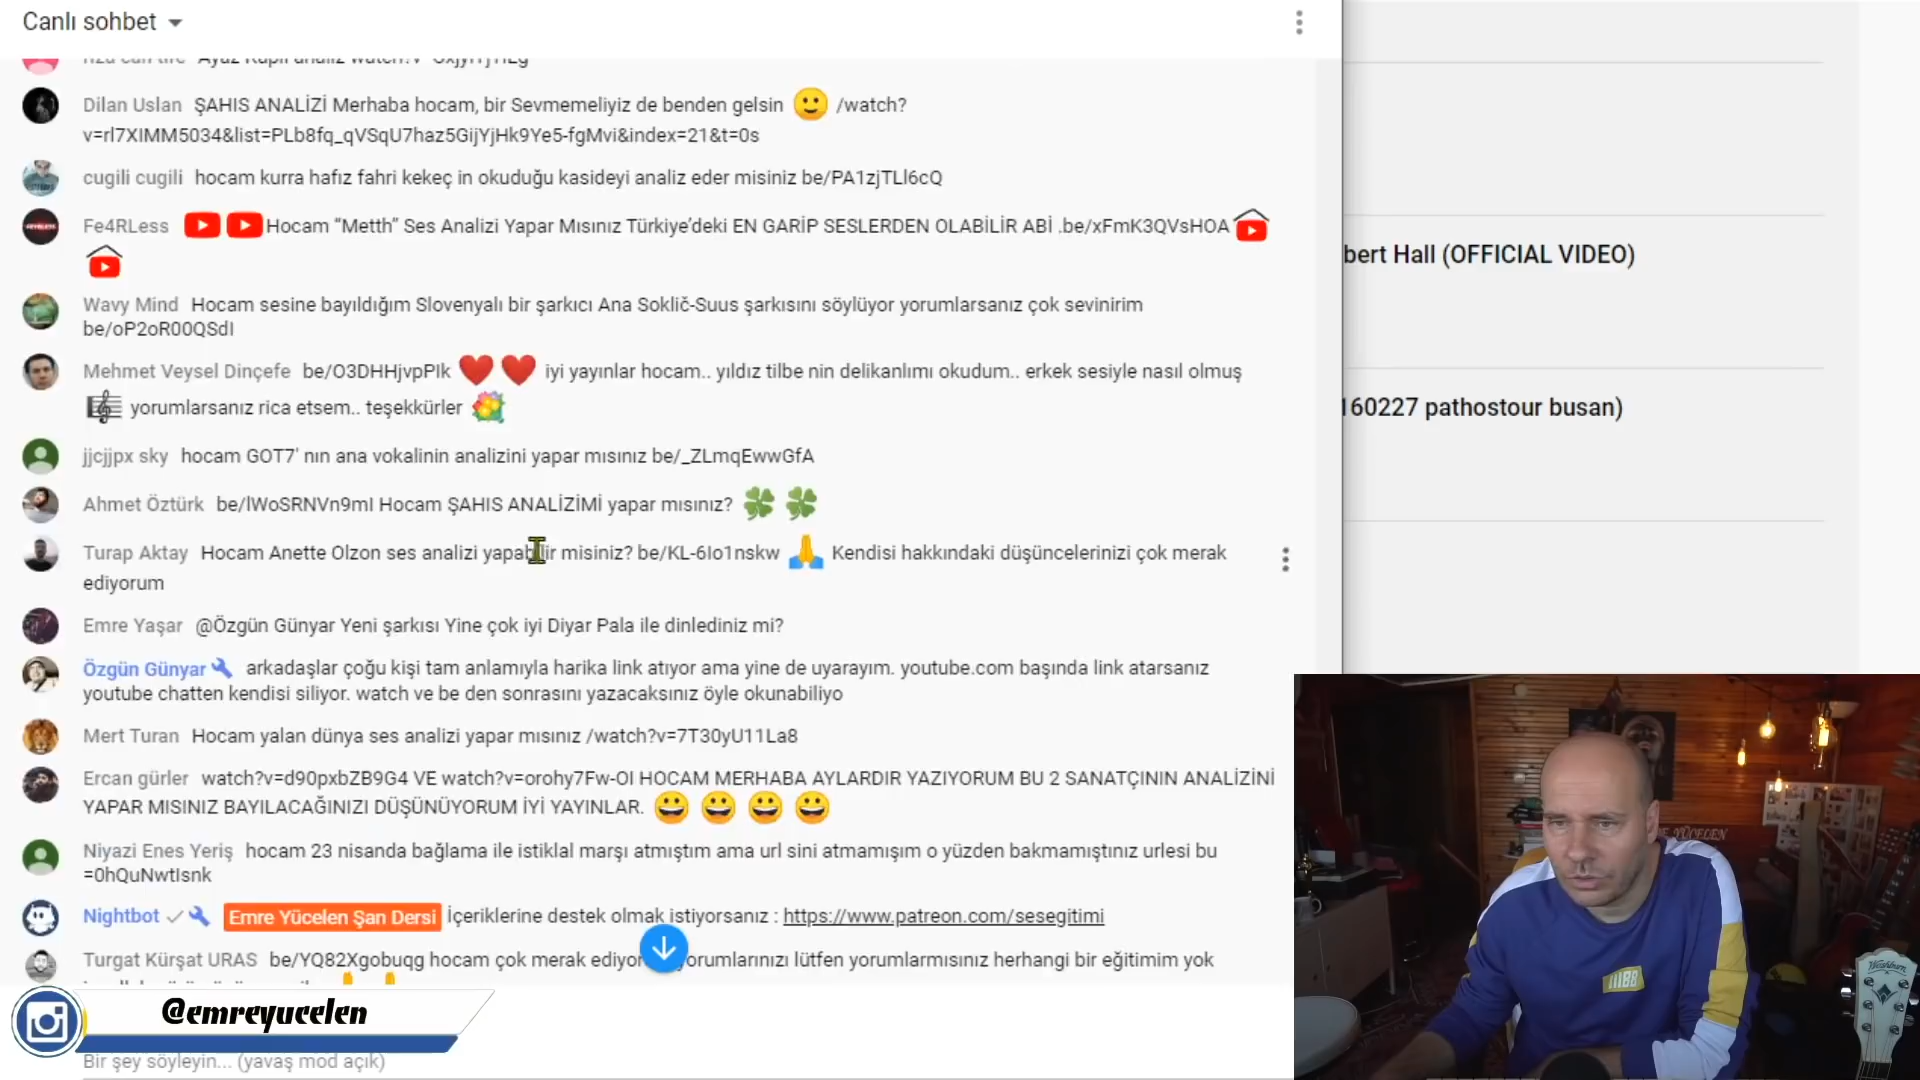 Canlı sohbet
Dilan Uslan ŞAHIS ANALİZİ Merhaba hocam, bir Sevmemeliyiz de benden gelsin /watch?
v=rl7XIMM5034&list=PLb8fq_qVSqU7haz5GijYjHk9Ye5-fgMvi&index=21&t=0s
cugili cugili hocam kurra hafız fahri kekeç in okuduğu kasideyi analiz eder misiniz be/PA1zjTLl6cQ
Fe4RLess Hocam “Metth” Ses Analizi Yapar Mısınız Türkiye’deki EN GARİP SESLERDEN OLABİLİR ABİ .be/xFmK3QVsHOA
bert Hall (OFFICIAL VIDEO)
Wavy Mind Hocam sesine bayıldığım Slovenyalı bir şarkıcı Ana Soklič-Suus şarkısını söylüyor yorumlarsanız çok sevinirim
be/oP2oR00QSdI
Mehmet Veysel Dinçefe be/O3DHHjvpPIk iyi yayınlar hocam.. yıldız tilbe nin delikanlımı okudum.. erkek sesiyle nasıl olmuş
yorumlarsanız rica etsem.. teşekkürler
160227 pathostour busan)
jjcjjpx sky hocam GOT7' nın ana vokalinin analizini yapar mısınız be/_ZLmqEwwGfA
Ahmet Öztürk be/lWoSRNVn9mI Hocam ŞAHIS ANALİZİMİ yapar mısınız?
Turap Aktay Hocam Anette Olzon ses analizi yapabilir misiniz? be/KL-6Io1nskw Kendisi hakkındaki düşüncelerinizi çok merak
ediyorum
Emre Yaşar @Özgün Günyar Yeni şarkısı Yine çok iyi Diyar Pala ile dinlediniz mi?
Özgün Günyar arkadaşlar çoğu kişi tam anlamıyla harika link atıyor ama yine de uyarayım. youtube.com başında link atarsanız
youtube chatten kendisi siliyor. watch ve be den sonrasını yazacaksınız öyle okunabiliyo
Mert Turan Hocam yalan dünya ses analizi yapar mısınız /watch?v=7T30yU11La8
Ercan gürler watch?v=d90pxbZB9G4 VE watch?v=orohy7Fw-OI HOCAM MERHABA AYLARDIR YAZIYORUM BU 2 SANATÇININ ANALİZİNİ
YAPAR MISINIZ BAYILACAĞINIZI DÜŞÜNÜYORUM İYİ YAYINLAR.
Niyazi Enes Yeriş hocam 23 nisanda bağlama ile istiklal marşı atmıştım ama url sini atmamışım o yüzden bakmamıştınız urlesi bu
=0hQuNwtIsnk
Nightbot Emre Yücelen Şan Dersi İçeriklerine destek olmak istiyorsanız : https://www.patreon.com/sesegitimi
Turgat Kürşat URAS be/YQ82Xgobuqg hocam çok merak yorumlarınızı lütfen yorumlarmısınız herhangi bir eğitimim yok
@emreyucelen
Bir şey söyleyin... (yavaş mod açık)
YÜCELEN
Washburn